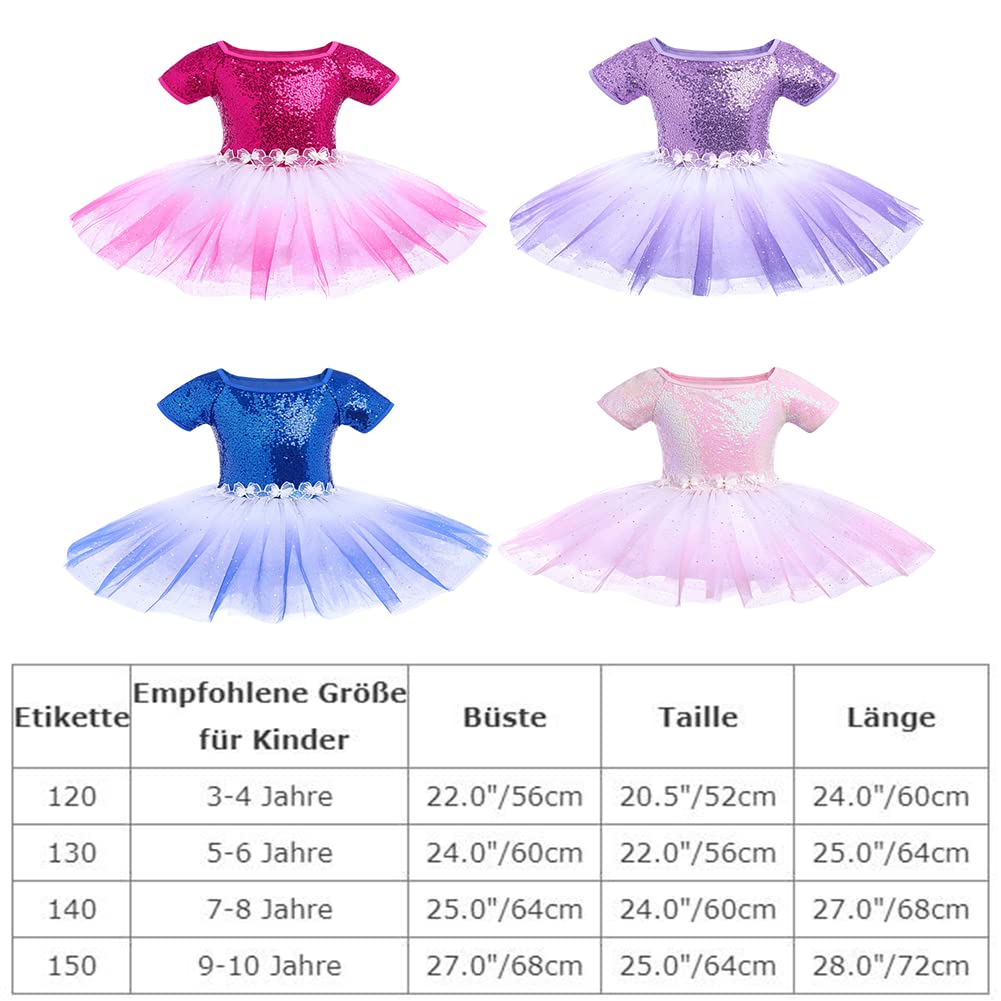 Etikette Empfohlene Größe für Kinder Büste Taille Länge
120 3-4 Jahre 22.0"/56cm 20.5"/52cm 24.0"/60cm
130 5-6 Jahre 24.0"/60cm 22.0"/56cm 25.0"/64cm
140 7-8 Jahre 25.0"/64cm 24.0"/60cm 27.0"/68cm
150 9-10 Jahre 27.0"/68cm 25.0"/64cm 28.0"/72cm